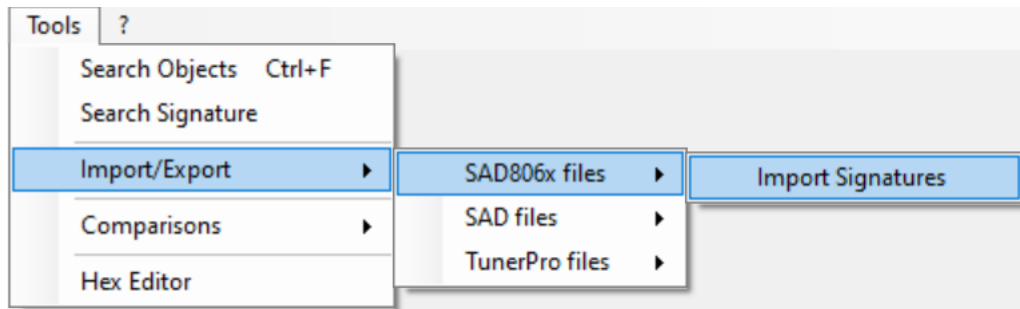 Tools ?
Search Objects Ctrl+F
Search Signature
Import/Export
SAD806x files
Import Signatures
Comparisons
SAD files
TunerPro files
Hex Editor